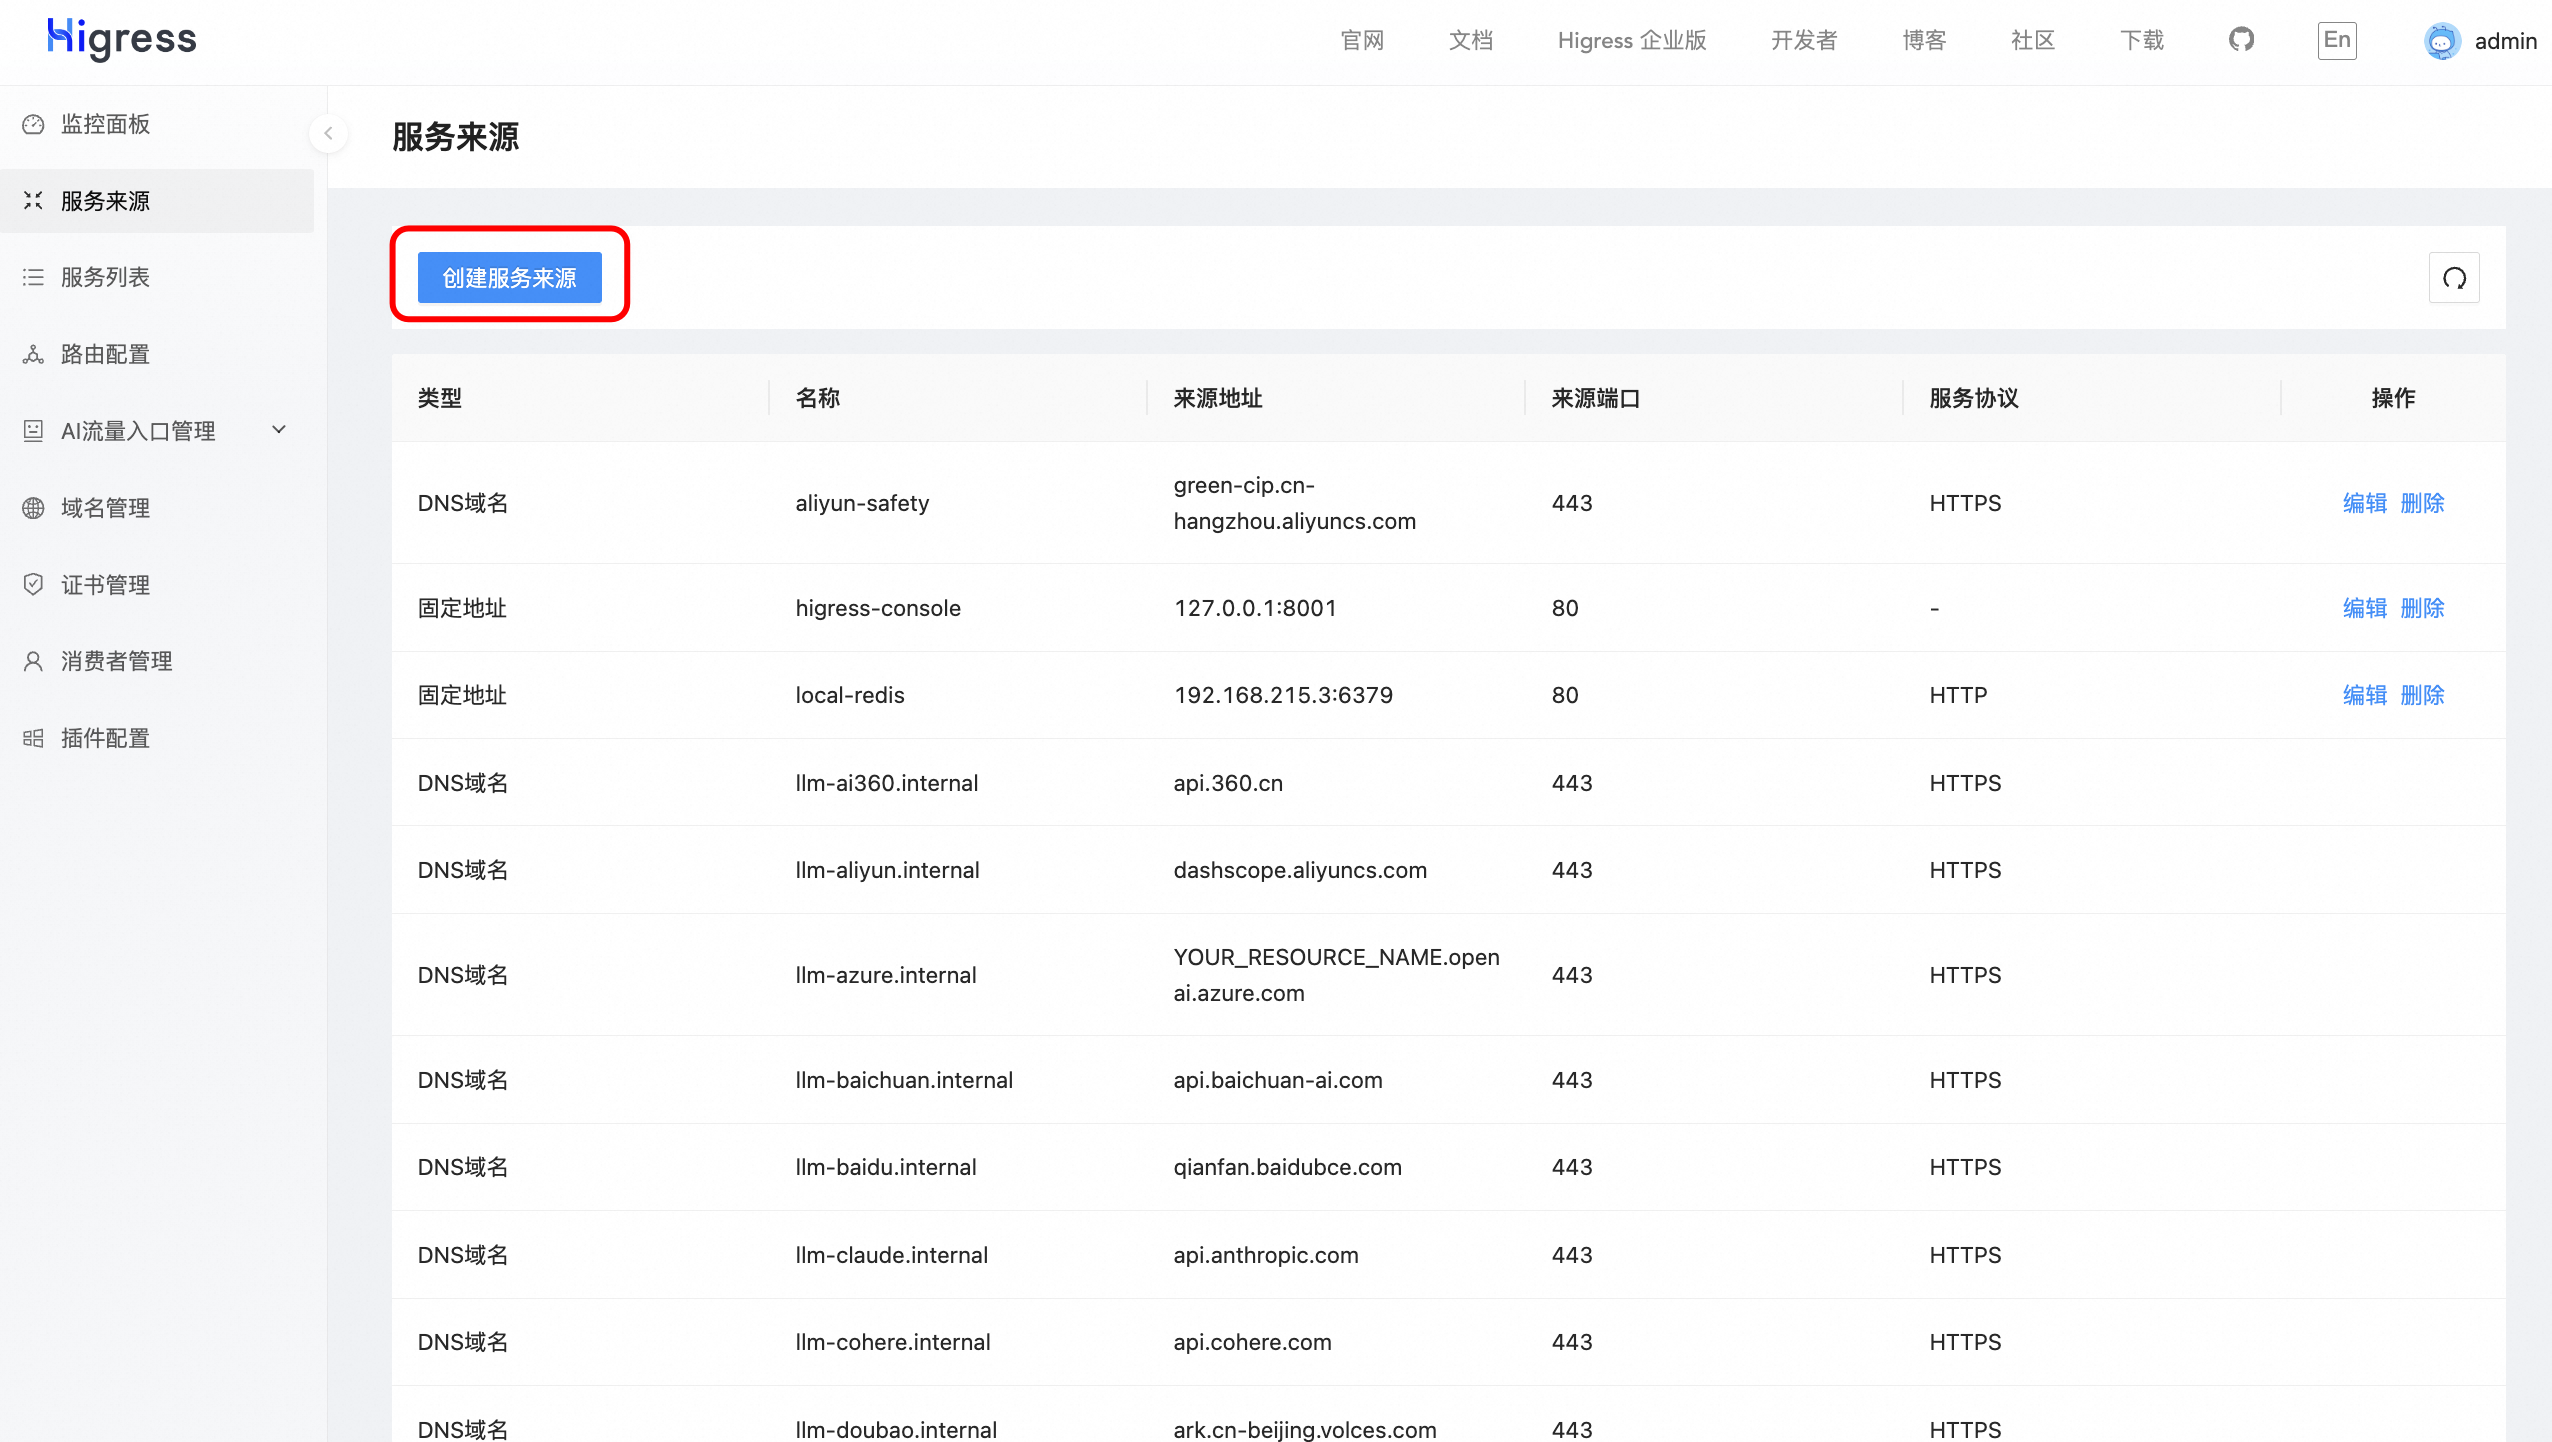 Higress
官网 文档 Higress 企业版 开发者 博客 社区 下载 En admin
监控面板
服务来源
服务列表
路由配置
AI流量入口管理
域名管理
证书管理
消费者管理
插件配置
服务来源
创建服务来源
类型 名称 来源地址 来源端口 服务协议 操作
DNS域名 aliyun-safety green-cip.cn-
hangzhou.aliyuncs.com 443 HTTPS 编辑 删除
固定地址 higress-console 127.0.0.1:8001 80 - 编辑 删除
固定地址 local-redis 192.168.215.3:6379 80 HTTP 编辑 删除
DNS域名 llm-ai360.internal api.360.cn 443 HTTPS
DNS域名 llm-aliyun.internal dashscope.aliyuncs.com 443 HTTPS
DNS域名 llm-azure.internal YOUR_RESOURCE_NAME.open
ai.azure.com 443 HTTPS
DNS域名 llm-baichuan.internal api.baichuan-ai.com 443 HTTPS
DNS域名 llm-baidu.internal qianfan.baidubce.com 443 HTTPS
DNS域名 llm-claude.internal api.anthropic.com 443 HTTPS
DNS域名 llm-cohere.internal api.cohere.com 443 HTTPS
DNS域名 llm-doubao.internal ark.cn-beijing.volces.com 443 HTTPS